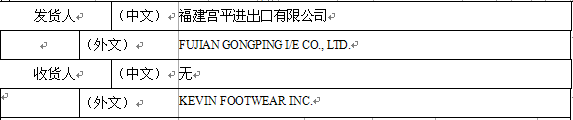 发货人 （中文） 福建宫平进出口有限公司
（外文） FUJIAN GONGPING I/E CO., LTD.
收货人 （中文） 无
（外文） KEVIN FOOTWEAR INC.